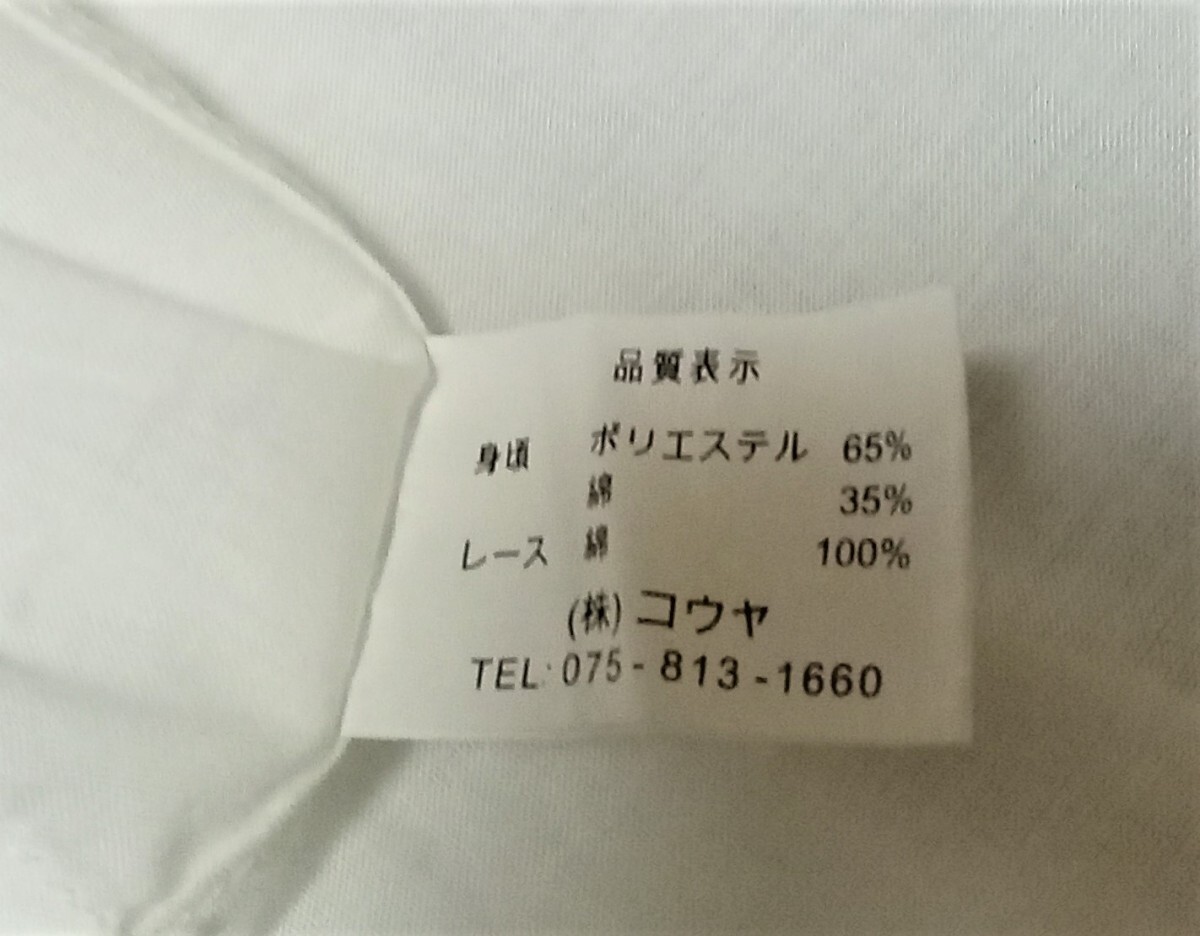 品質表示
身頃 ポリエステル 65%
綿 35%
レース 綿 100%
(株) コウヤ
TEL: 075-813-1660